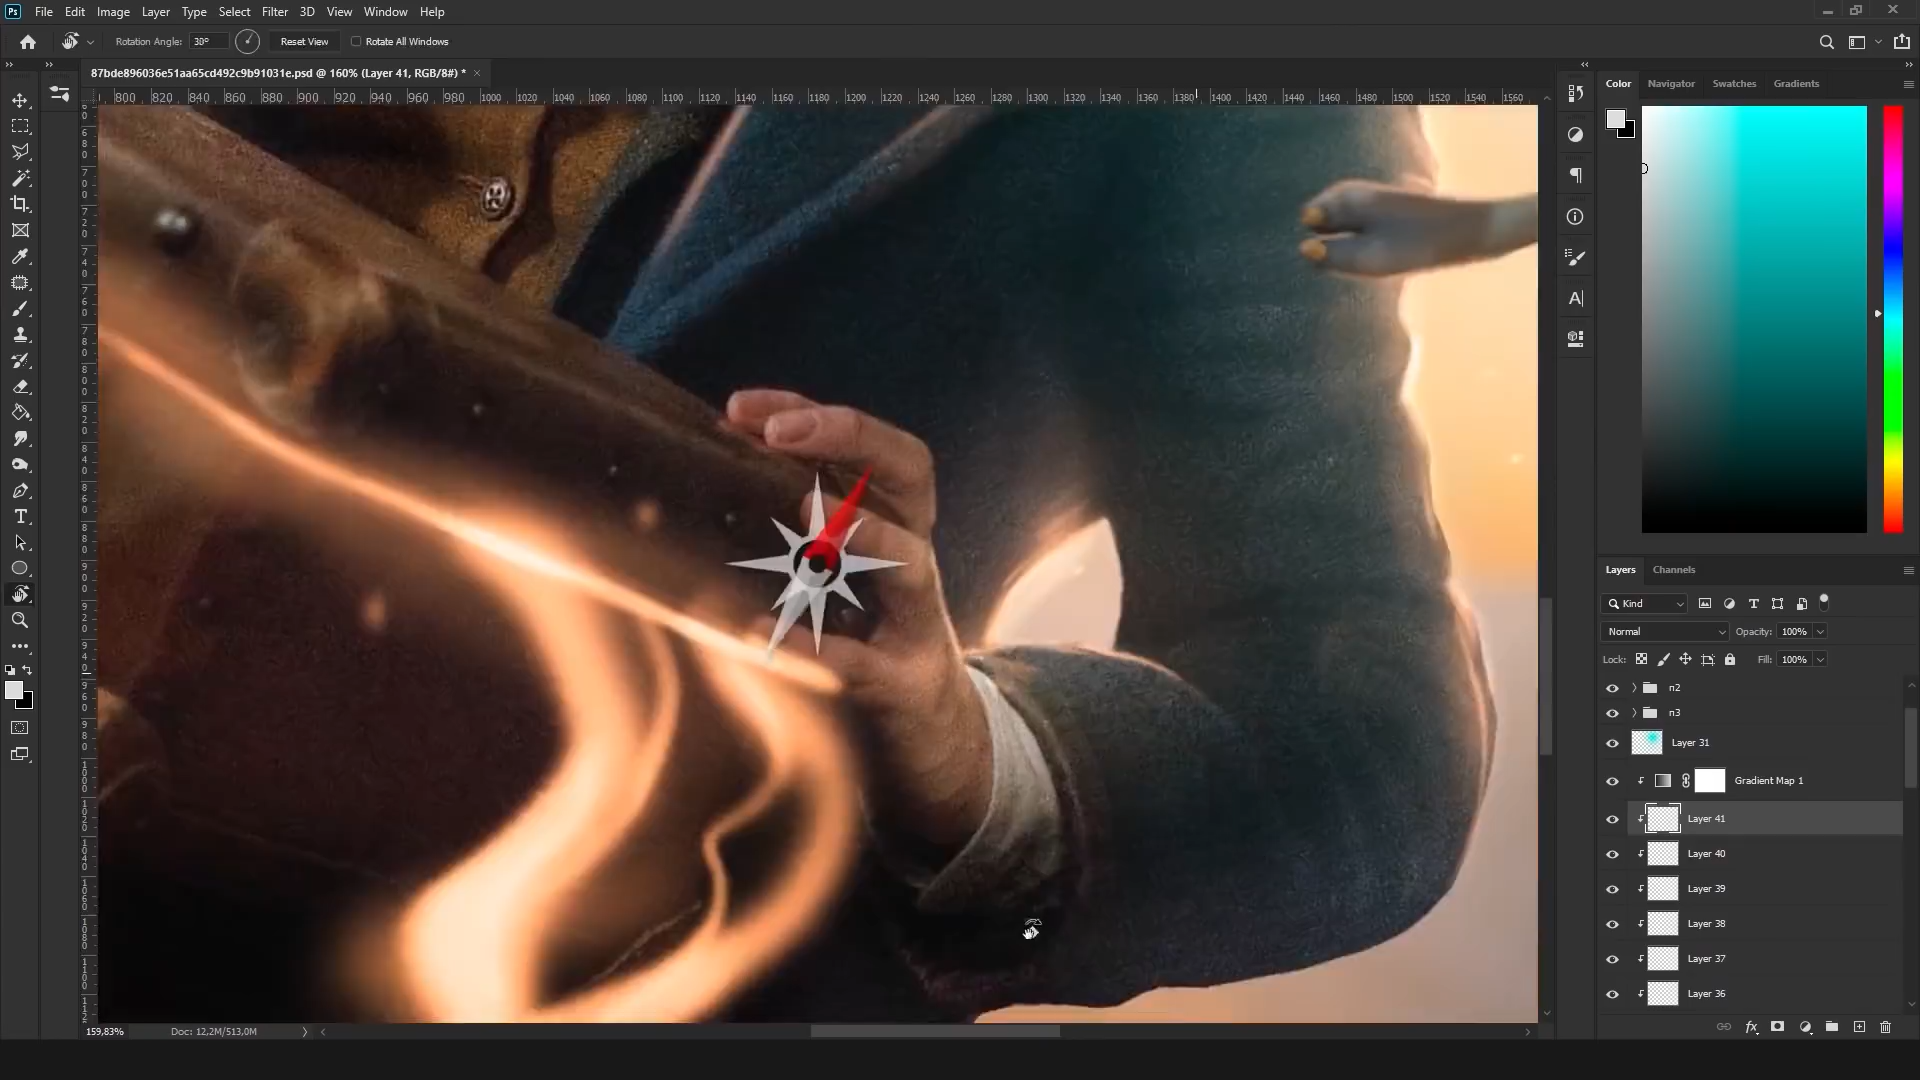 Ps File Edit Image Layer Type Select Filter 3D View Window Help
Rotation Angle: 30° Reset View Rotate All Windows
87bde896036e51aa65cd492c9b91031e.psd @ 160% (Layer 41, RGB/8#) * ×
800 820 840 860 880 900 920 940 960 980 1000 1020 1040 1060 1080 1100 1120 1140 1160 1180 1200 1220 1240 1260 1280 1300 1320 1340 1360 1380 1400 1420 1440 1460 1480 1500 1520 1540 1560
Color Navigator Swatches Gradients
Layers Channels
Kind
Normal Opacity: 100%
Lock: Fill: 100%
n2
n3
Layer 31
Gradient Map 1
Layer 41
Layer 40
Layer 39
Layer 38
Layer 37
Layer 36
fx
159,83% Doc: 12,2M/513,0M